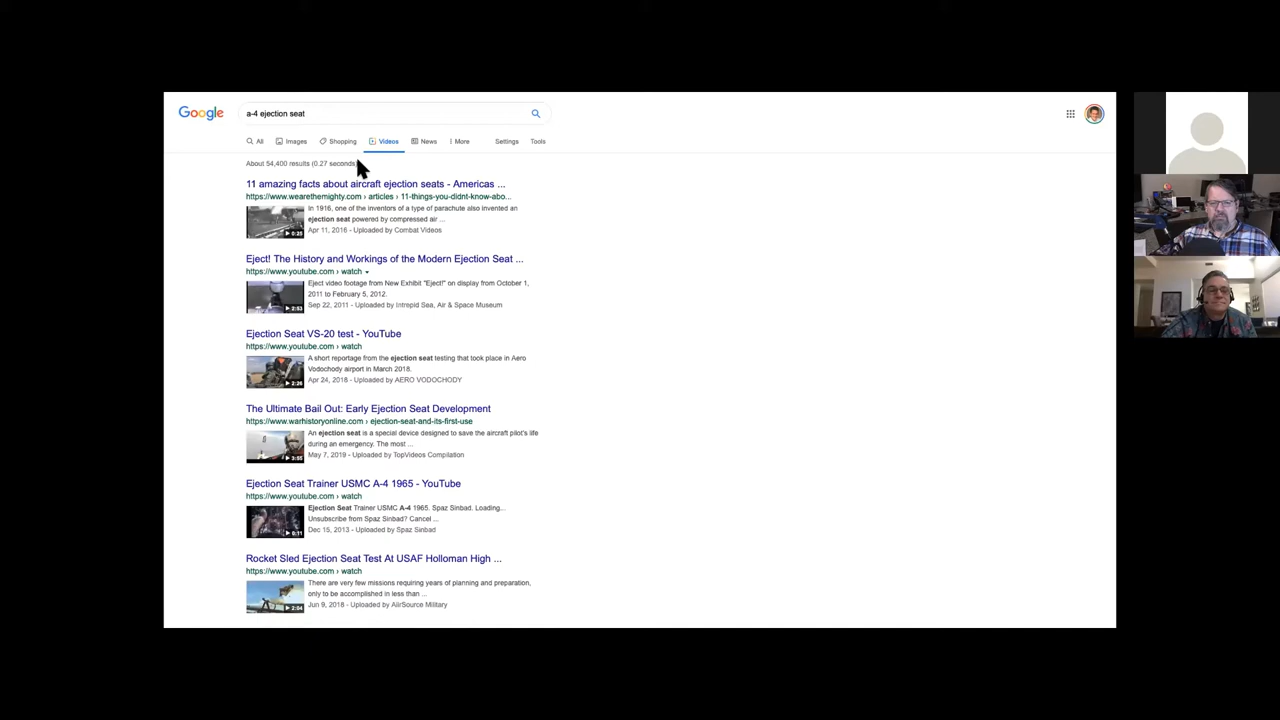 Google
a-4 ejection seat
All Images Shopping Videos News More Settings Tools
About 54,400 results (0.27 seconds)
11 amazing facts about aircraft ejection seats - Americas ...
https://www.wearethemighty.com › articles › 11-things-you-didnt-know-abo...
In 1916, one of the inventors of a type of parachute also invented an
ejection seat powered by compressed air ...
Apr 11, 2016 - Uploaded by Combat Videos
0:25
Eject! The History and Workings of the Modern Ejection Seat ...
https://www.youtube.com › watch
Eject video footage from New Exhibit "Eject!" on display from October 1,
2011 to February 5, 2012.
Sep 22, 2011 - Uploaded by Intrepid Sea, Air & Space Museum
2:53
Ejection Seat VS-20 test - YouTube
https://www.youtube.com › watch
A short reportage from the ejection seat testing that took place in Aero
Vodochody airport in March 2018.
Apr 24, 2018 - Uploaded by AERO VODOCHODY
2:26
The Ultimate Bail Out: Early Ejection Seat Development
https://www.warhistoryonline.com › ejection-seat-and-its-first-use
An ejection seat is a special device designed to save the aircraft pilot's life
during an emergency. The most ...
May 7, 2019 - Uploaded by TopVideos Compilation
3:55
Ejection Seat Trainer USMC A-4 1965 - YouTube
https://www.youtube.com › watch
Ejection Seat Trainer USMC A-4 1965. Spaz Sinbad. Loading...
Unsubscribe from Spaz Sinbad? Cancel ...
Dec 15, 2013 - Uploaded by Spaz Sinbad
6:11
Rocket Sled Ejection Seat Test At USAF Holloman High ...
https://www.youtube.com › watch
There are very few missions requiring years of planning and preparation,
only to be accomplished in less than ...
Jun 9, 2018 - Uploaded by AirSource Military
2:04